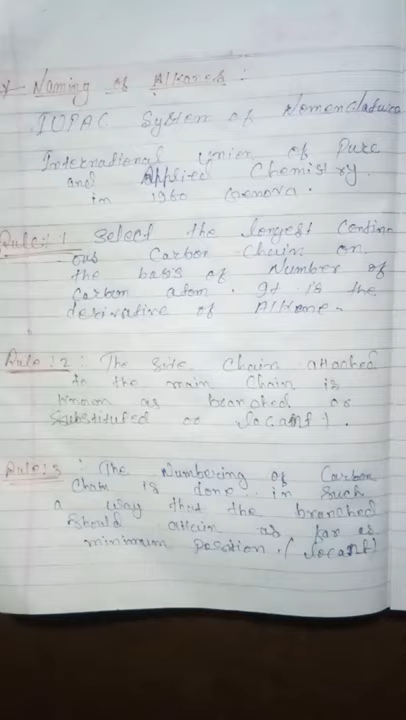 Naming of Alkanes :
IUPAC System of Nomenclature
International Union of Pure
and Applied Chemistry.
in 1960 Genova.
Rule: 1 Select the longest Contino
ous Carbon Chain on
the basis of Number of
Carbon atom. It is the
derivative of Alkane.
Rule: 2: The Side Chain attached
to the main Chain is
known as branched or
Substituted or locant).
Rule: 3 : The Numbering of Carbon
Chain is done in Such
a way that the branched
Should attain as far as
minimum position. (locant)